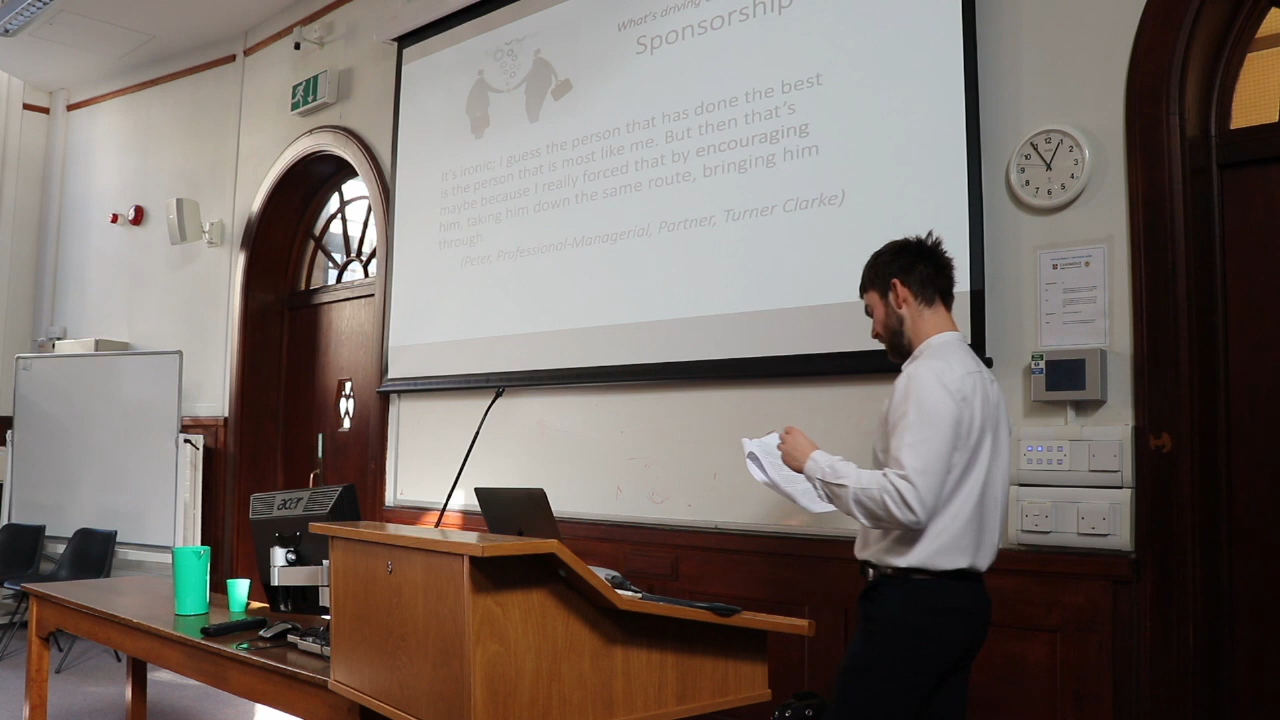 What's driving
Sponsorship
It's ironic; I guess the person that has done the best
is the person that is most like me. But then that's
maybe because I really forced that by encouraging
him, taking him down the same route, bringing him
through
(Peter, Professional-Managerial, Partner, Turner Clarke)
acer